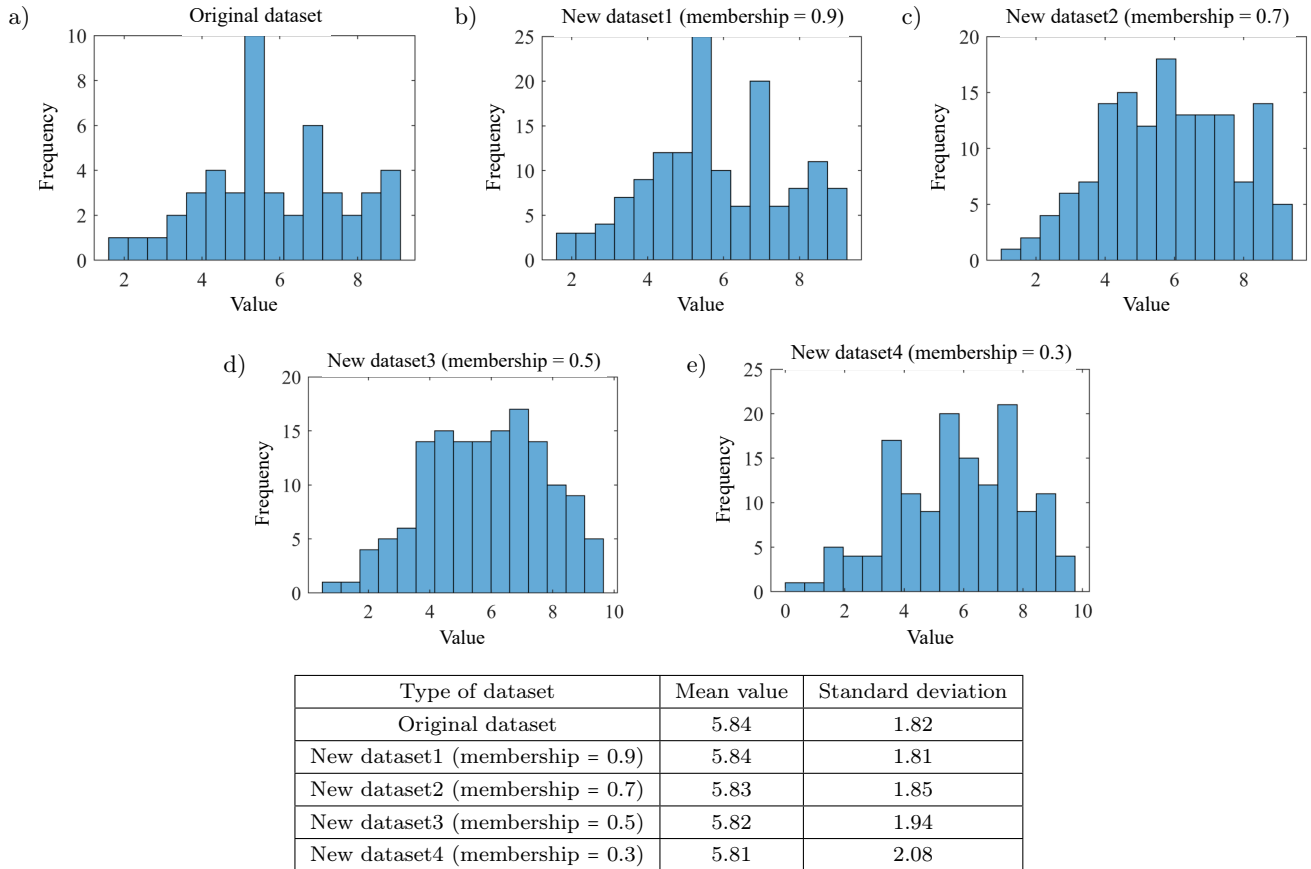 a)
Original dataset
10
8
6
4
2
0
Frequency
2 4 6 8
Value
b)
New dataset1 (membership = 0.9)
25
20
15
10
5
0
Frequency
2 4 6 8
Value
c)
New dataset2 (membership = 0.7)
20
15
10
5
0
Frequency
2 4 6 8
Value
d)
New dataset3 (membership = 0.5)
20
15
10
5
0
Frequency
2 4 6 8 10
Value
e)
New dataset4 (membership = 0.3)
25
20
15
10
5
0
Frequency
0 2 4 6 8 10
Value
Type of dataset Mean value Standard deviation
Original dataset 5.84 1.82
New dataset1 (membership = 0.9) 5.84 1.81
New dataset2 (membership = 0.7) 5.83 1.85
New dataset3 (membership = 0.5) 5.82 1.94
New dataset4 (membership = 0.3) 5.81 2.08